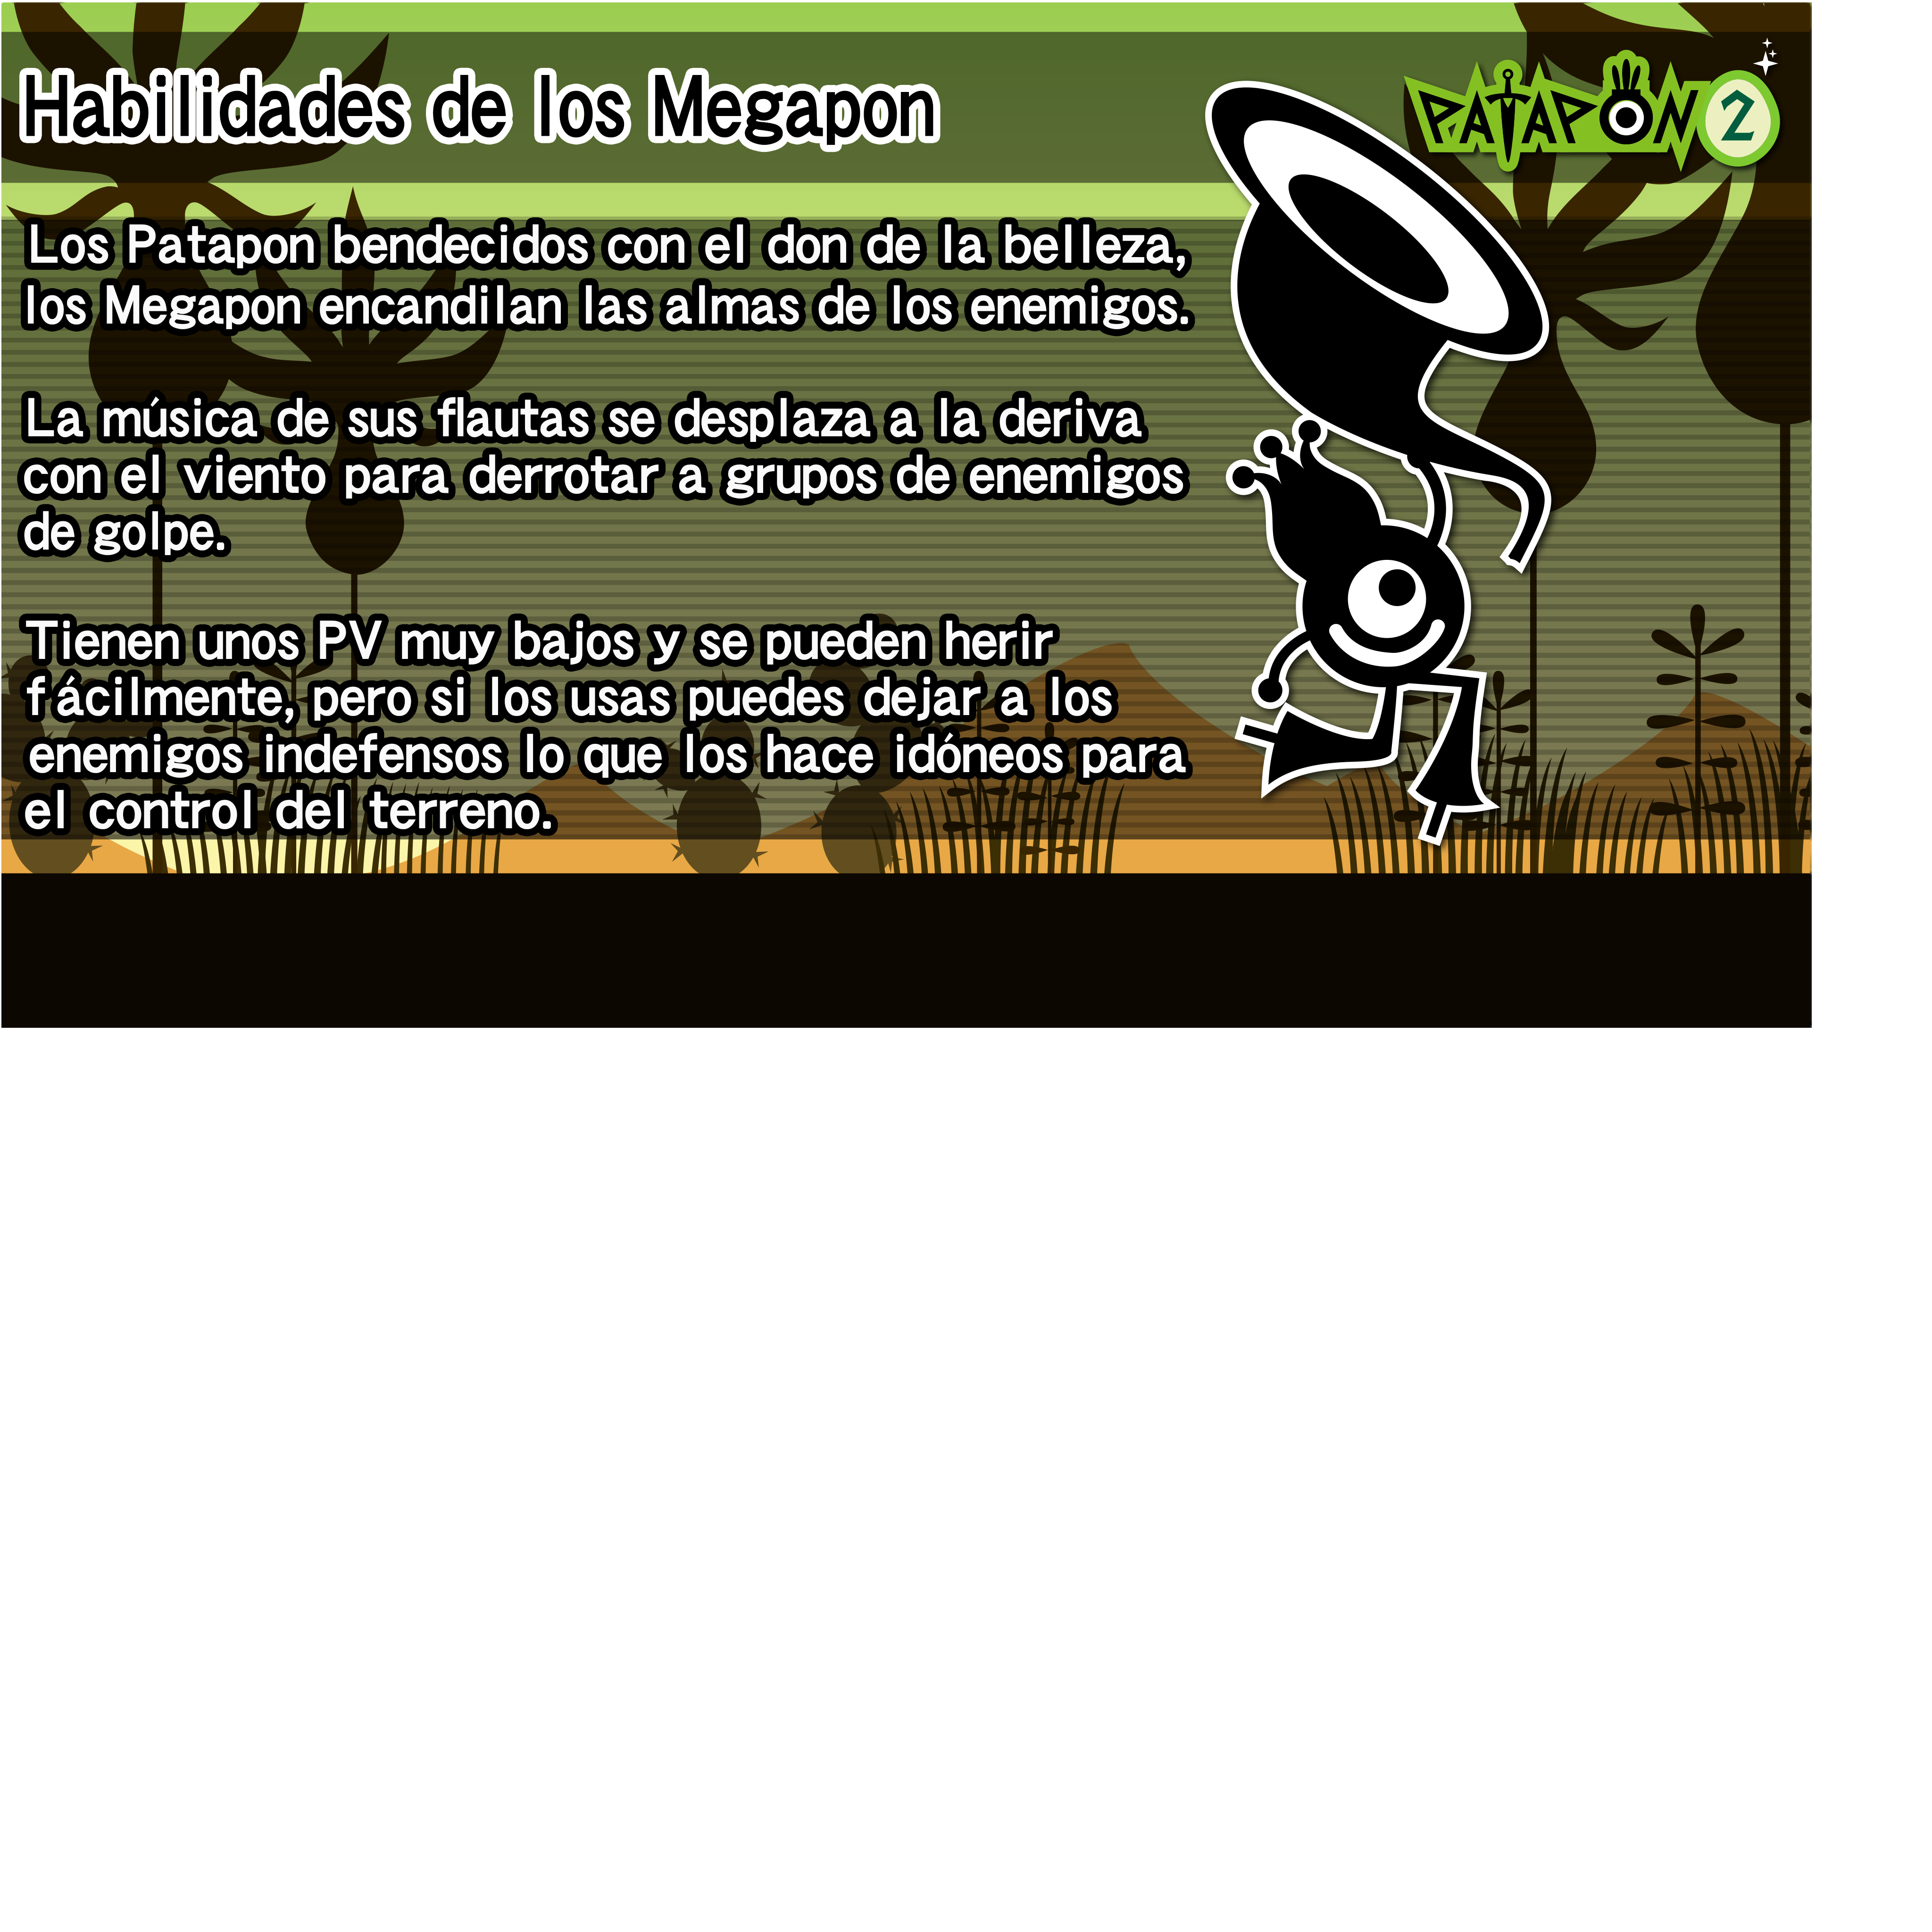 Habilidades de los Megapon
PATAPON 2
Los Patapon bendecidos con el don de la belleza,
los Megapon encandilan las almas de los enemigos.
La música de sus flautas se desplaza a la deriva
con el viento para derrotar a grupos de enemigos
de golpe.
Tienen unos PV muy bajos y se pueden herir
fácilmente, pero si los usas puedes dejar a los
enemigos indefensos lo que los hace idóneos para
el control del terreno.